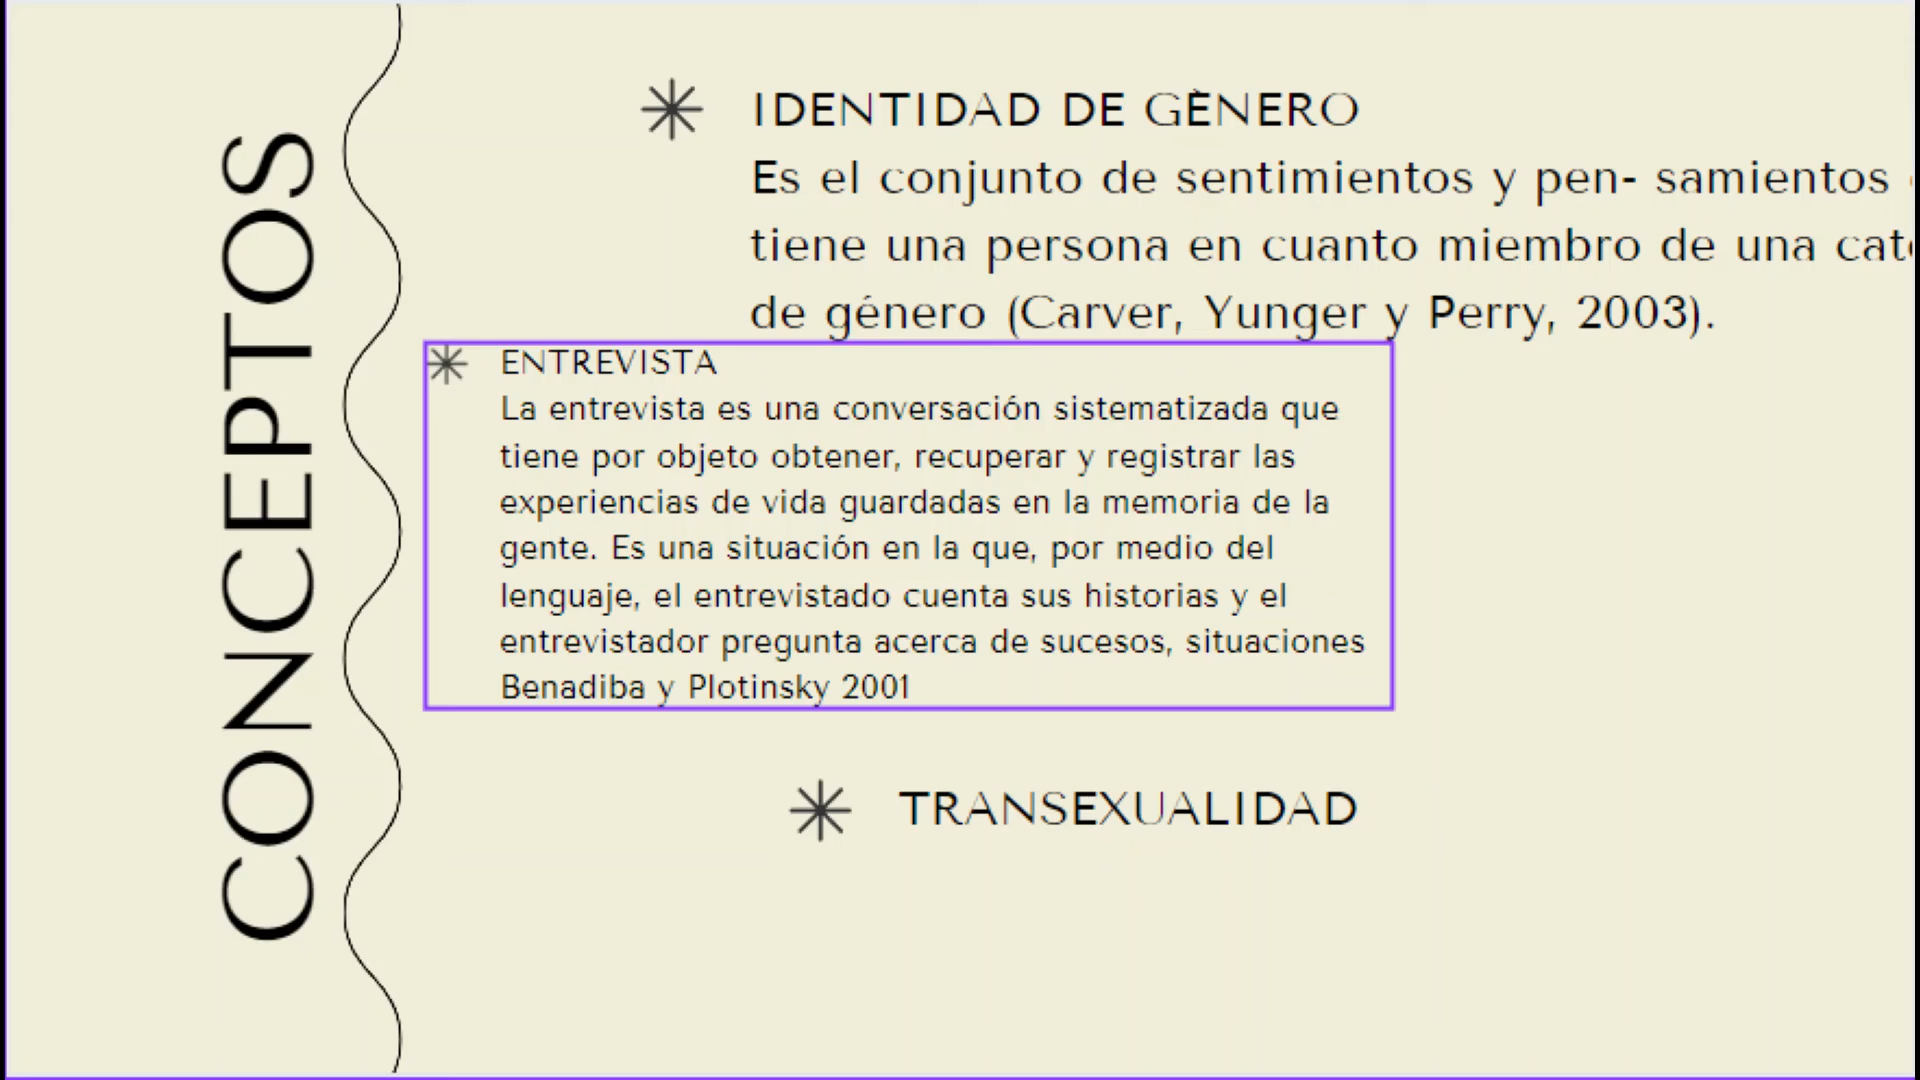 CONCEPTOS
IDENTIDAD DE GÈNERO
Es el conjunto de sentimientos y pen- samientos
tiene una persona en cuanto miembro de una
de género (Carver, Yunger y Perry, 2003).
ENTREVISTA
La entrevista es una conversación sistematizada que
tiene por objeto obtener, recuperar y registrar las
experiencias de vida guardadas en la memoria de la
gente. Es una situación en la que, por medio del
lenguaje, el entrevistado cuenta sus historias y el
entrevistador pregunta acerca de sucesos, situaciones
Benadiba y Plotinsky 2001
TRANSEXUALIDAD